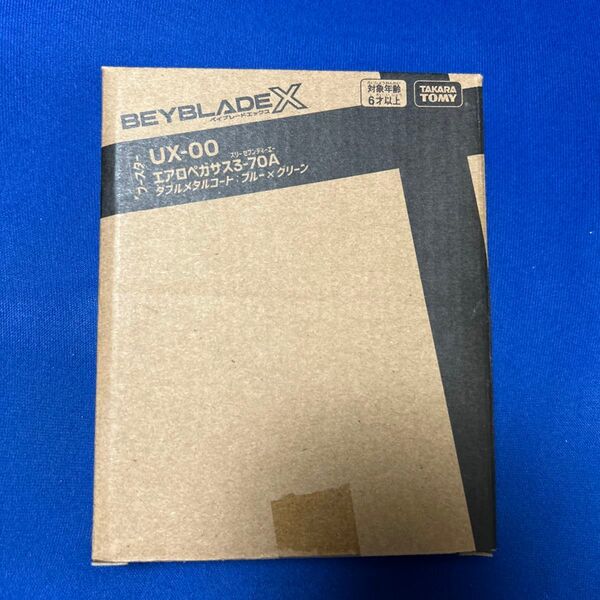 BEYBLADE X
ベイブレードエックス
対象年齢
6才以上
TAKARA
TOMY
ブースター
UX-00
スリーセブンティーエー
エアロペガサス3-70A
ダブルメタルコート：ブルー×グリーン